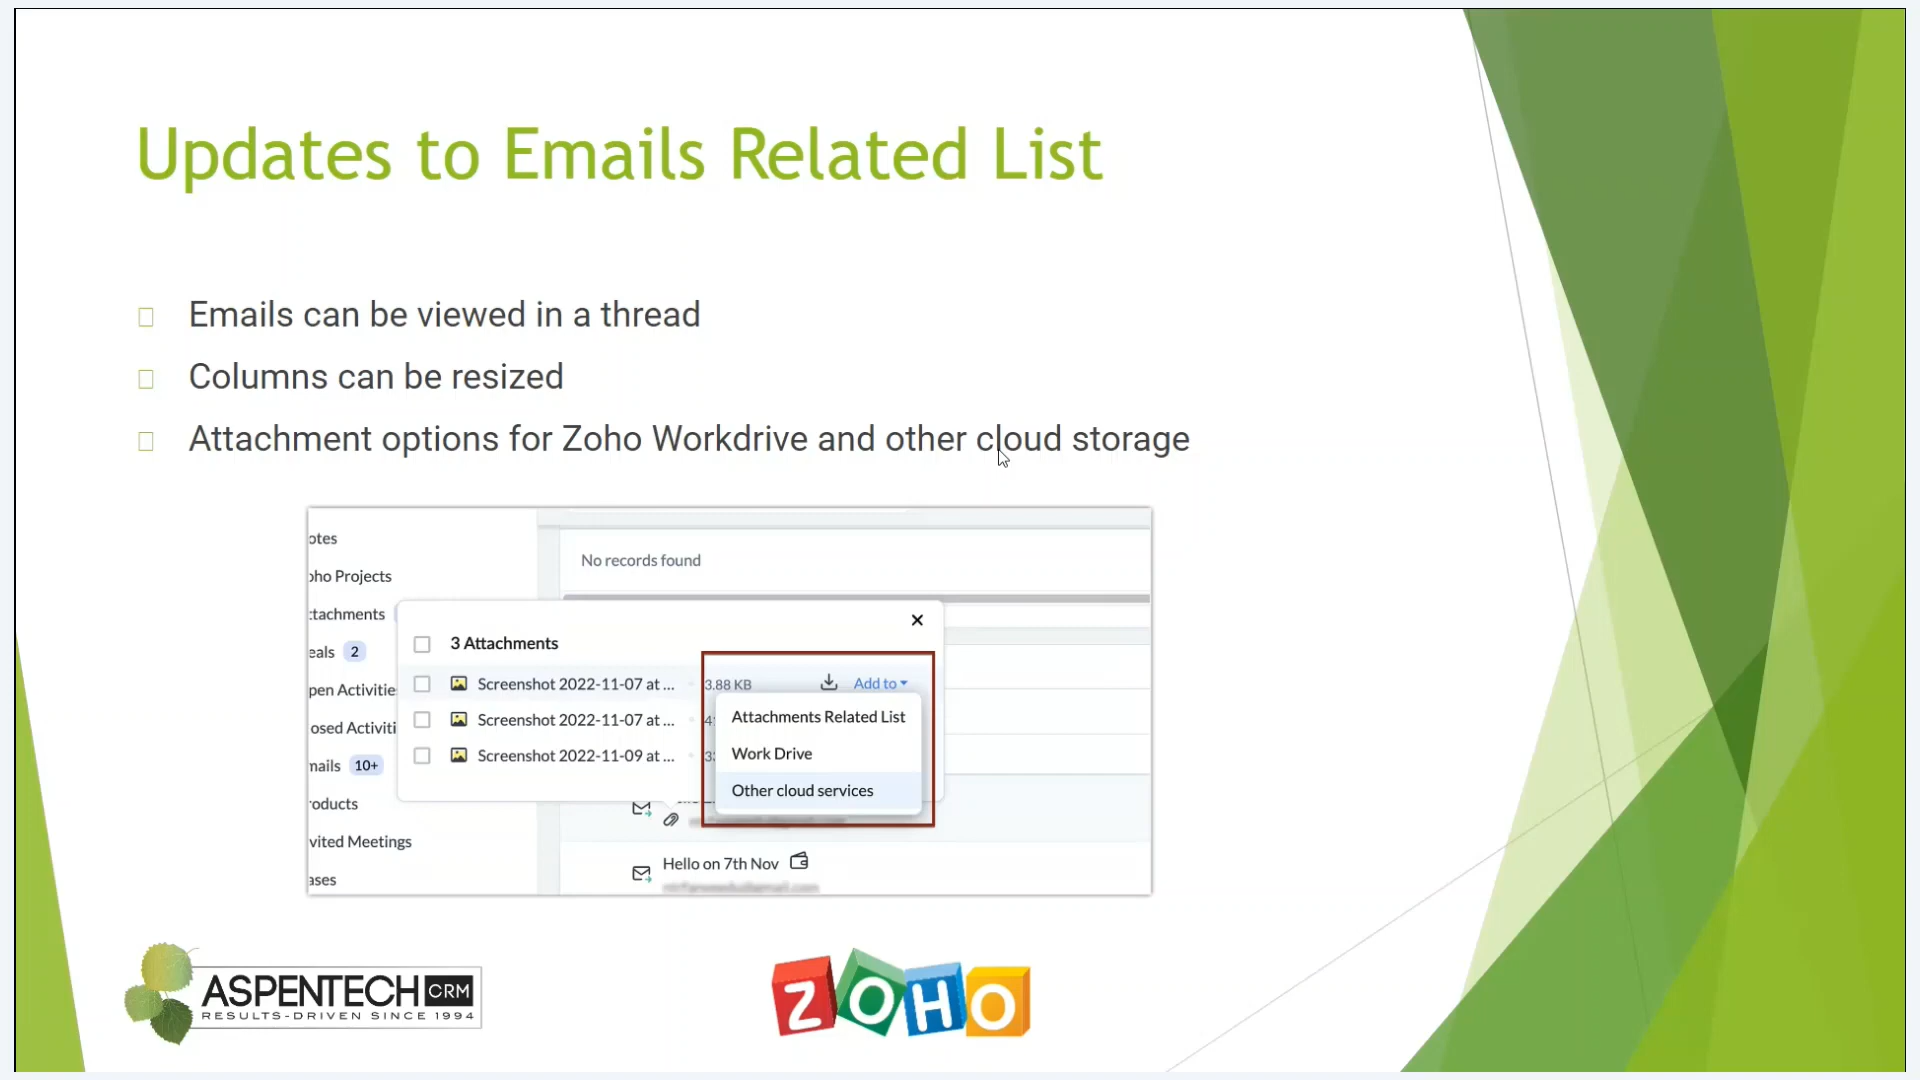 Updates to Emails Related List
Emails can be viewed in a thread
Columns can be resized
Attachment options for Zoho Workdrive and other cloud storage
otes
oho Projects
ttachments
eals 2
pen Activitie
osed Activiti
mails 10+
roducts
vited Meetings
ases
No records found
3 Attachments
Screenshot 2022-11-07 at ... 3.88 KB Add to
Screenshot 2022-11-07 at ...
Screenshot 2022-11-09 at ...
Attachments Related List
Work Drive
Other cloud services
Hello on 7th Nov
ASPENTECH CRM
RESULTS-DRIVEN SINCE 1994
ZOHO